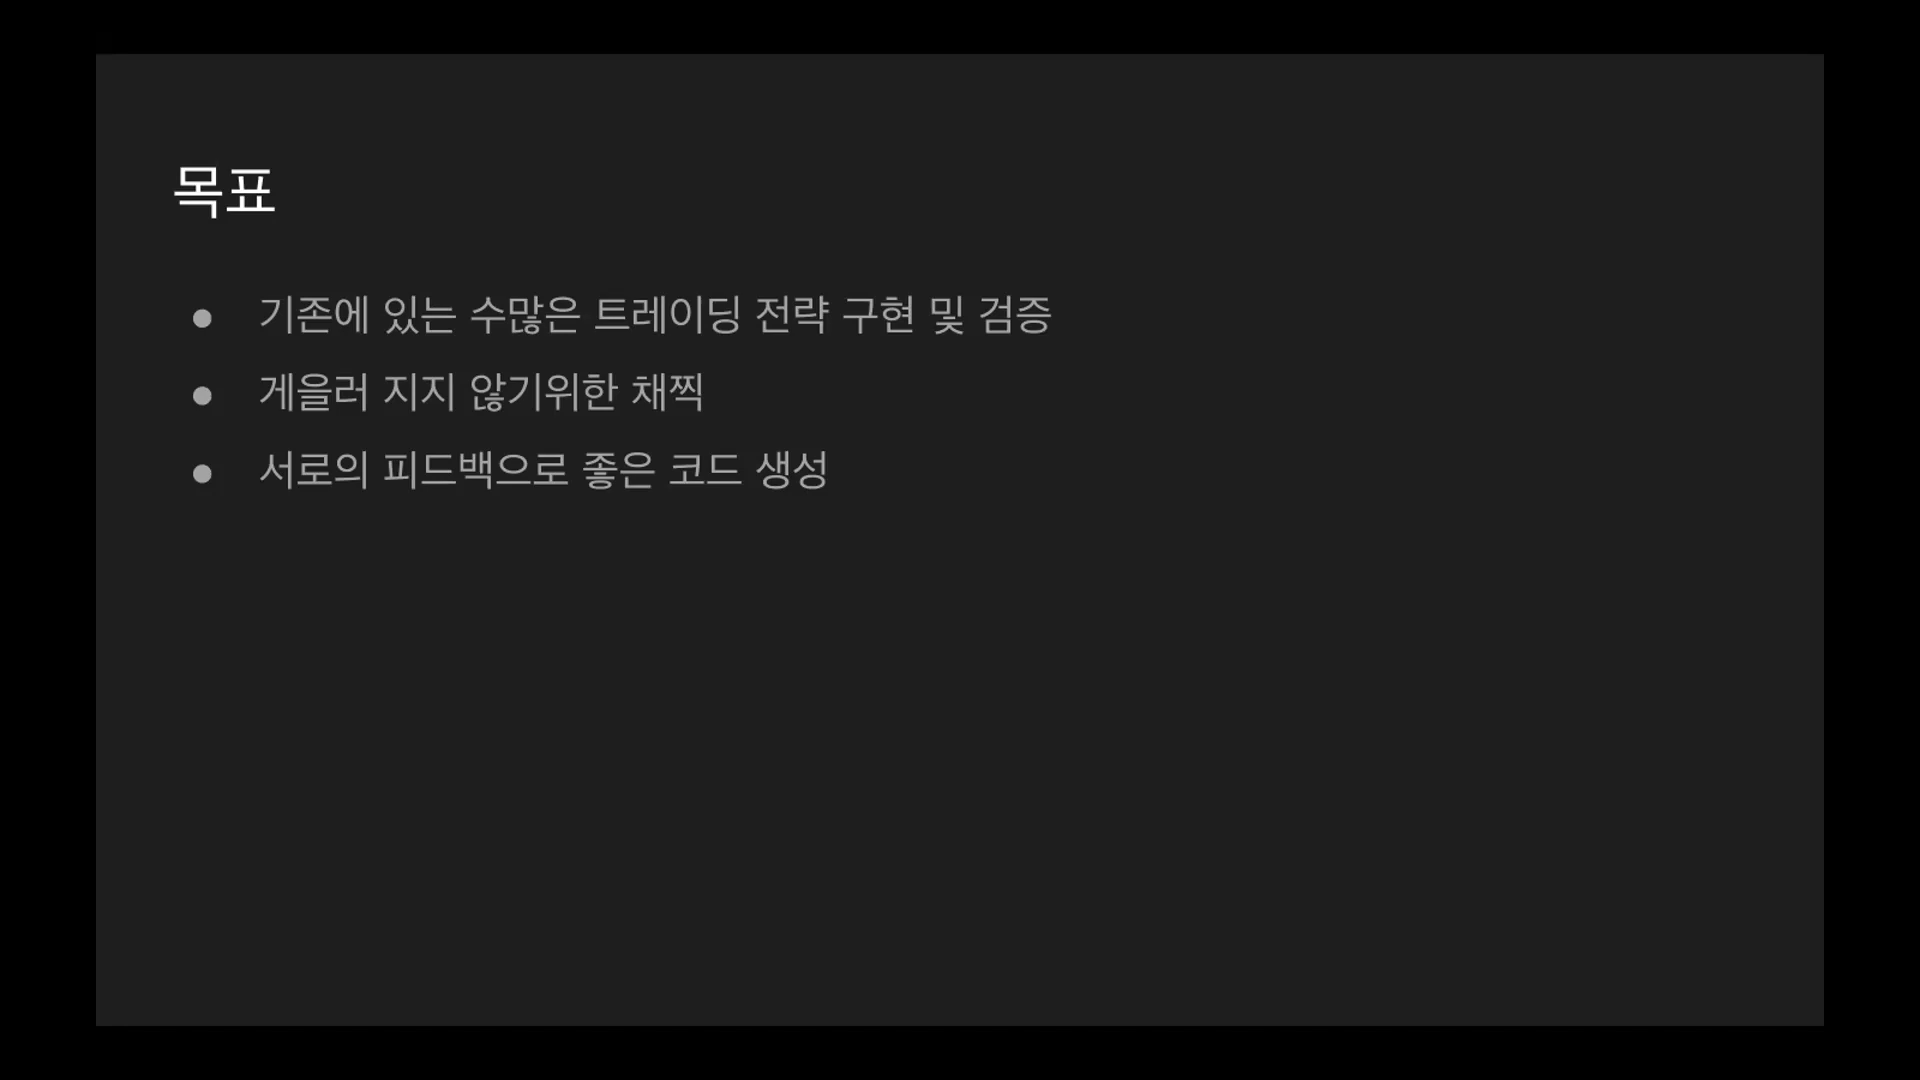 목표
● 기존에 있는 수많은 트레이딩 전략 구현 및 검증
● 게을러 지지 않기위한 채찍
● 서로의 피드백으로 좋은 코드 생성